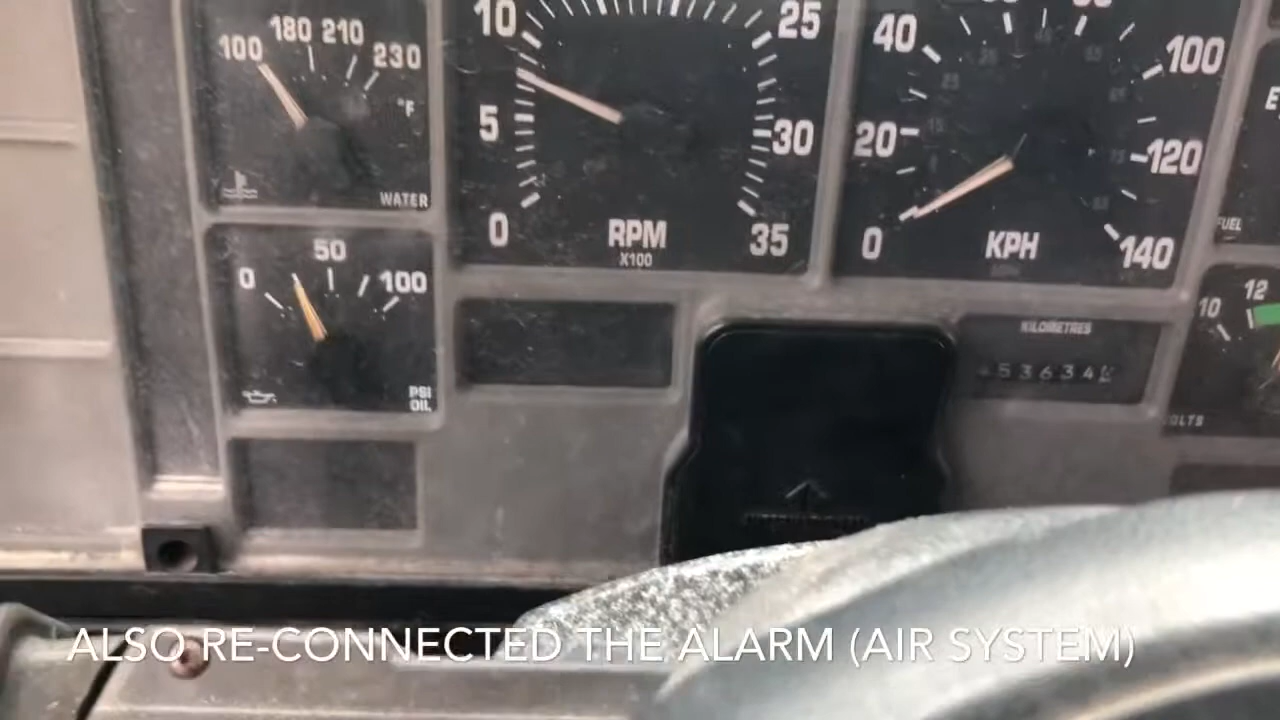 100 180 210 230
°F
WATER
0 50 100
PSI
OIL
0 5 10 25 30 35
RPM
X100
0 20 40 100 120 140
KPH
KILOMETRES
53634
E
FUEL
10 12
OLTS
ALSO RE-CONNECTED THE ALARM (AIR SYSTEM)